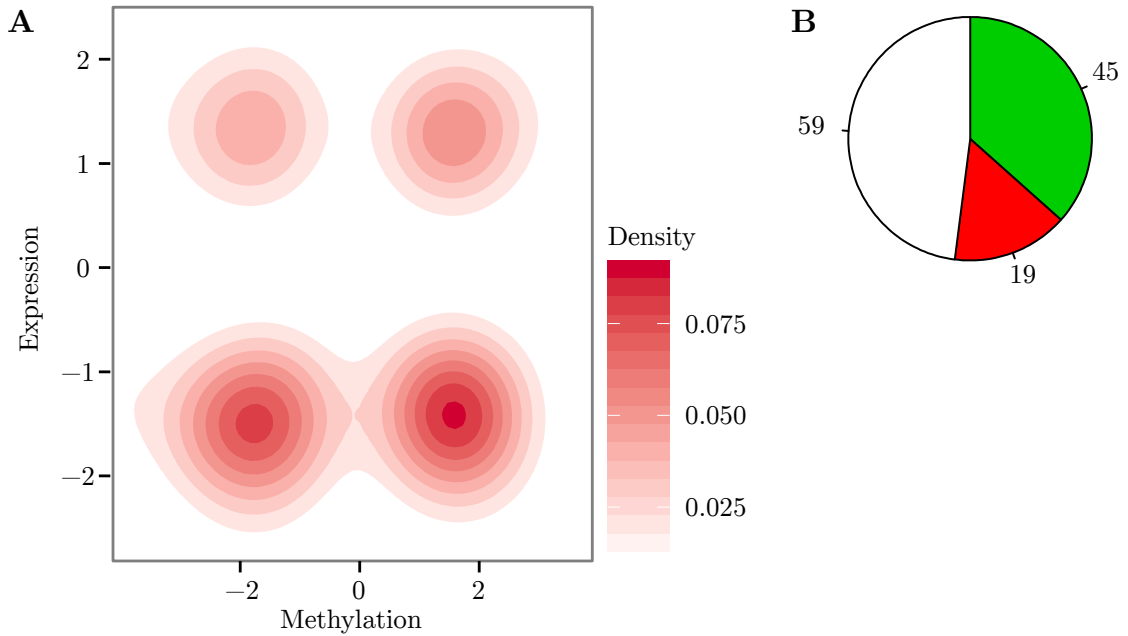 A
2
1
0
−1
−2
Expression
−2 0 2
Methylation
Density
0.075
0.050
0.025
B
45
59
19